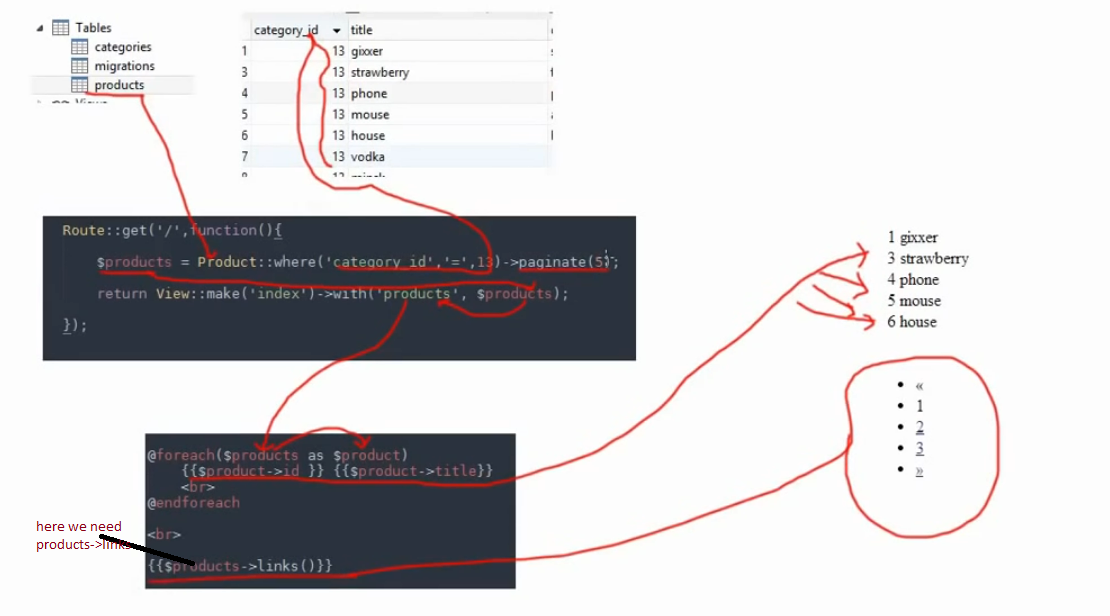 Tables
categories
migrations
products
category_id title
1 13 gixxer
3 13 strawberry
4 13 phone
5 13 mouse
6 13 house
7 13 vodka
Route::get('/',function(){
$products = Product::where('category_id','=',13)->paginate(5);
return View::make('index')->with('products', $products);
});
1 gixxer
3 strawberry
4 phone
5 mouse
6 house
«
1
2
3
»
@foreach($products as $product)
{{$product->id }} {{$product->title}}
<br>
@endforeach
<br>
{{$products->links()}}
here we need
products->links